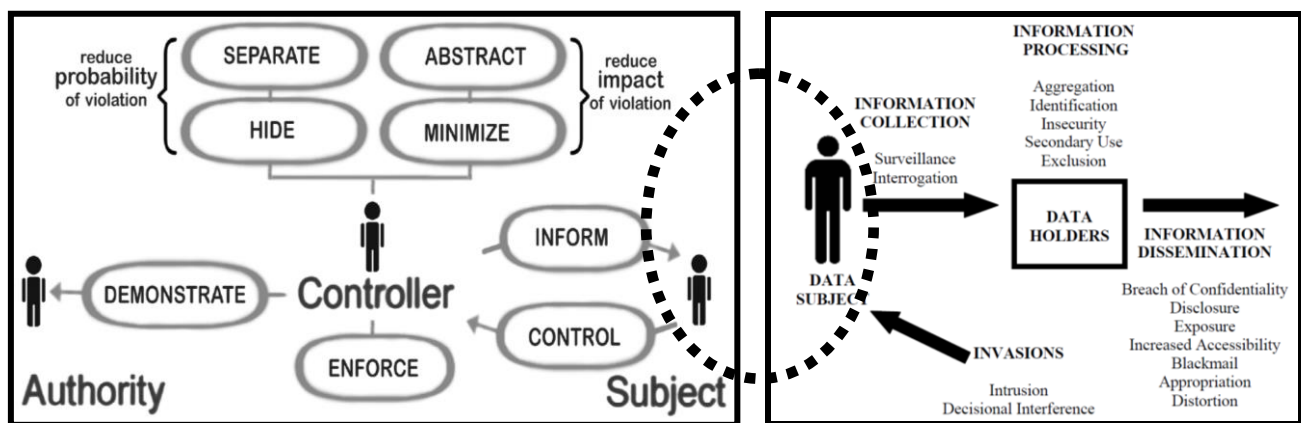 reduce
probability
of violation
SEPARATE
HIDE
ABSTRACT
MINIMIZE
reduce
impact
of violation
INFORM
CONTROL
DEMONSTRATE
Controller
ENFORCE
Authority
Subject
INFORMATION
PROCESSING
Aggregation
Identification
Insecurity
Secondary Use
Exclusion
INFORMATION
COLLECTION
Surveillance
Interrogation
DATA
HOLDERS
DATA
SUBJECT
INFORMATION
DISSEMINATION
Breach of Confidentiality
Disclosure
Exposure
Increased Accessibility
Blackmail
Appropriation
Distortion
INVASIONS
Intrusion
Decisional Interference